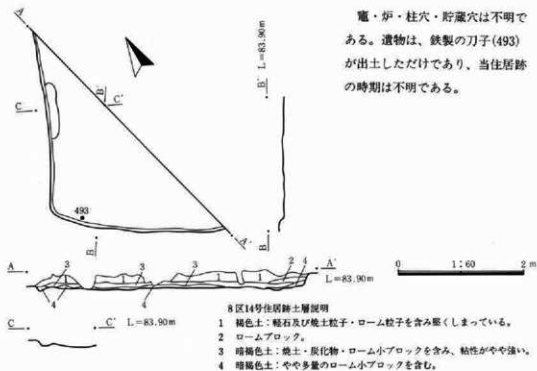 竈・炉・柱穴・貯蔵穴は不明で
ある。遺物は、鉄製の刀子(493)
が出土しただけであり、当住居跡
の時期は不明である。
A
L=83.90m
B'
B'
C
C'
493
B
B
A'
A
3
1
3
3
1
1
2
4
A'
4
4
L=83.90m
0
1:60
2 m
C
C'
L=83.90m
8区14号住居跡土層説明
1 褐色土：軽石及び焼土粒子・ローム粒子を含み堅くしまっている。
2 ロームブロック。
3 暗褐色土：焼土・炭化物・ローム小ブロックを含み、粘性がやや強い。
4 暗褐色土：やや多量のローム小ブロックを含む。